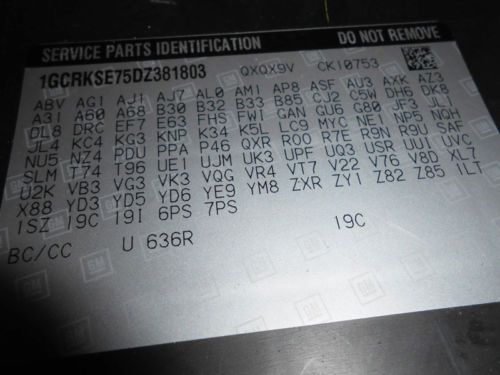 SERVICE PARTS IDENTIFICATION DO NOT REMOVE
1GCRKSE75DZ381803 QXQX9V CK10753
ABV AG1 AJ1 AJ7 AL0 AM1 AP8 ASF AU3 AXK AZ3
A31 A60 A68 B30 B32 B33 B85 CJ2 C5W DH6 DK8
DL8 DRC EF7 E63 FHS FWI GAN GU6 G80 JF3 JL1
JL4 KC4 KG3 KNP K34 K5L LC9 MYC NE1 NP5 NQH
NU5 NZ4 PDU PPA P46 QXR R00 R7E R9N R9U SAF
SLM T74 T96 UE1 UJM UK3 UPF UQ3 USR UUI UVC
U2K VB3 VG3 VK3 VQG VR4 VT7 V22 V76 V8D XL7
X88 YD3 YD5 YD6 YE9 YM8 ZXR ZY1 Z82 Z85 1LT
1SZ 19C 19I 6PS 7PS
BC/CC U 636R 19C
GM